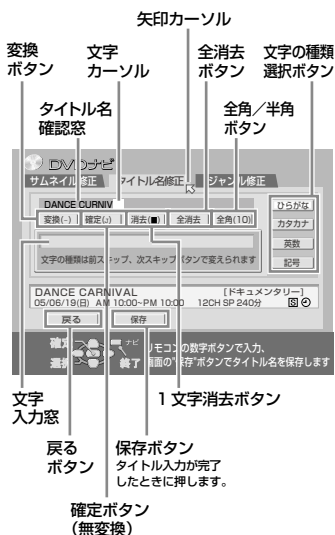 矢印カーソル
変換
ボタン
文字
カーソル
全消去
ボタン
文字の種類
選択ボタン
タイトル名
確認窓
全角／半角
ボタン
DVDナビ
サムネイル修正 タイトル名修正 ジャンル修正
DANCE CURNIV
変換(-) 確定(♪) 消去(■) 全消去 全角(10)
ひらがな
カタカナ
英数
記号
文字の種類は前スキップ、次スキップボタンで変えられます
DANCE CARNIVAL [ドキュメンタリー]
05/06/19(日) AM 10:00~PM 10:00 12CH SP 240分 S
戻る 保存
確定 ナビ リモコンの数字ボタンで入力、
選択 終了 画面の"保存"ボタンでタイトル名を保存します
文字
入力窓
1文字消去ボタン
戻る
ボタン
保存ボタン
タイトル入力が完了
したときに押します。
確定ボタン
(無変換)